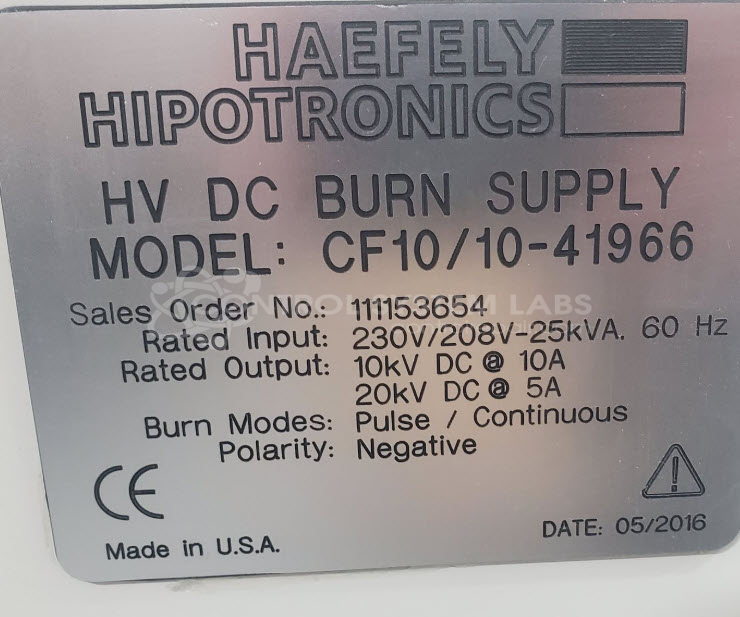 HAEFELY
HIPOTRONICS
HV DC BURN SUPPLY
MODEL: CF10/10-41966
Sales Order No.: 111153654
Rated Input: 230V/208V-25kVA. 60 Hz
Rated Output: 10kV DC @ 10A
20kV DC @ 5A
Burn Modes: Pulse / Continuous
Polarity: Negative
CE
Made in U.S.A.
DATE: 05/2016